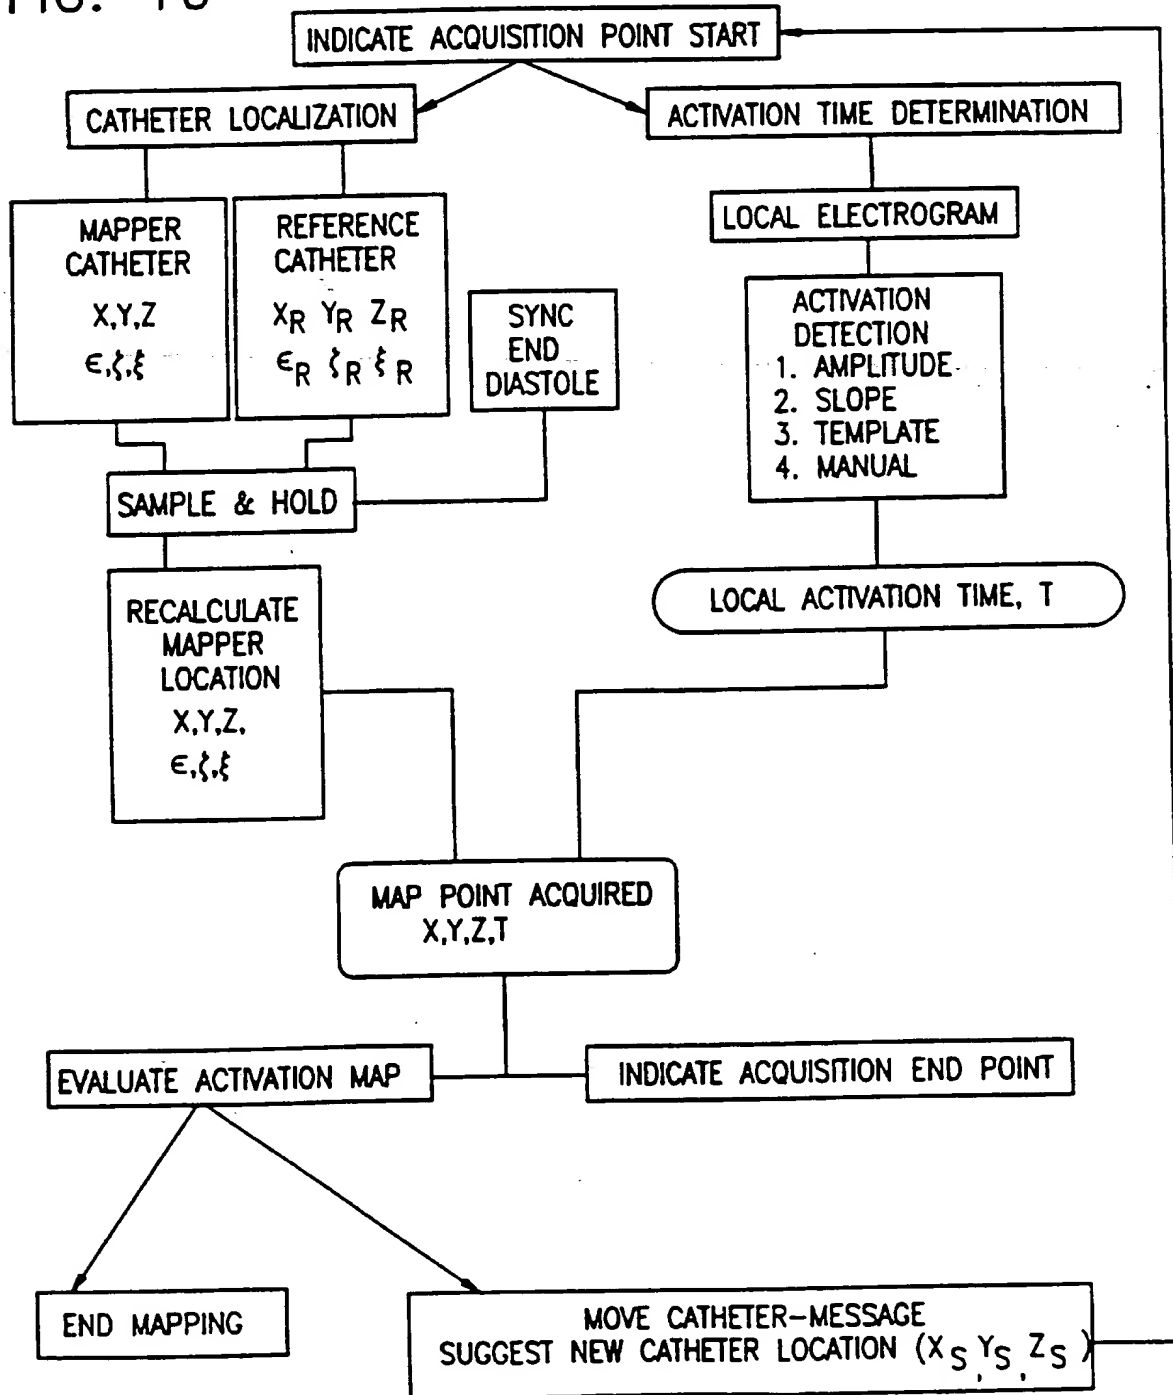 INDICATE ACQUISITION POINT START
CATHETER LOCALIZATION
ACTIVATION TIME DETERMINATION
MAPPER
CATHETER
X,Y,Z
ϵ,ζ,ξ
REFERENCE
CATHETER
XR YR ZR
ϵR ζR ξR
SYNC
END
DIASTOLE
LOCAL ELECTROGRAM
ACTIVATION
DETECTION
1. AMPLITUDE
2. SLOPE
3. TEMPLATE
4. MANUAL
SAMPLE & HOLD
RECALCULATE
MAPPER
LOCATION
X,Y,Z,
ϵ,ζ,ξ
LOCAL ACTIVATION TIME, T
MAP POINT ACQUIRED
X,Y,Z,T
EVALUATE ACTIVATION MAP
INDICATE ACQUISITION END POINT
END MAPPING
MOVE CATHETER-MESSAGE
SUGGEST NEW CATHETER LOCATION (XS,YS,ZS)